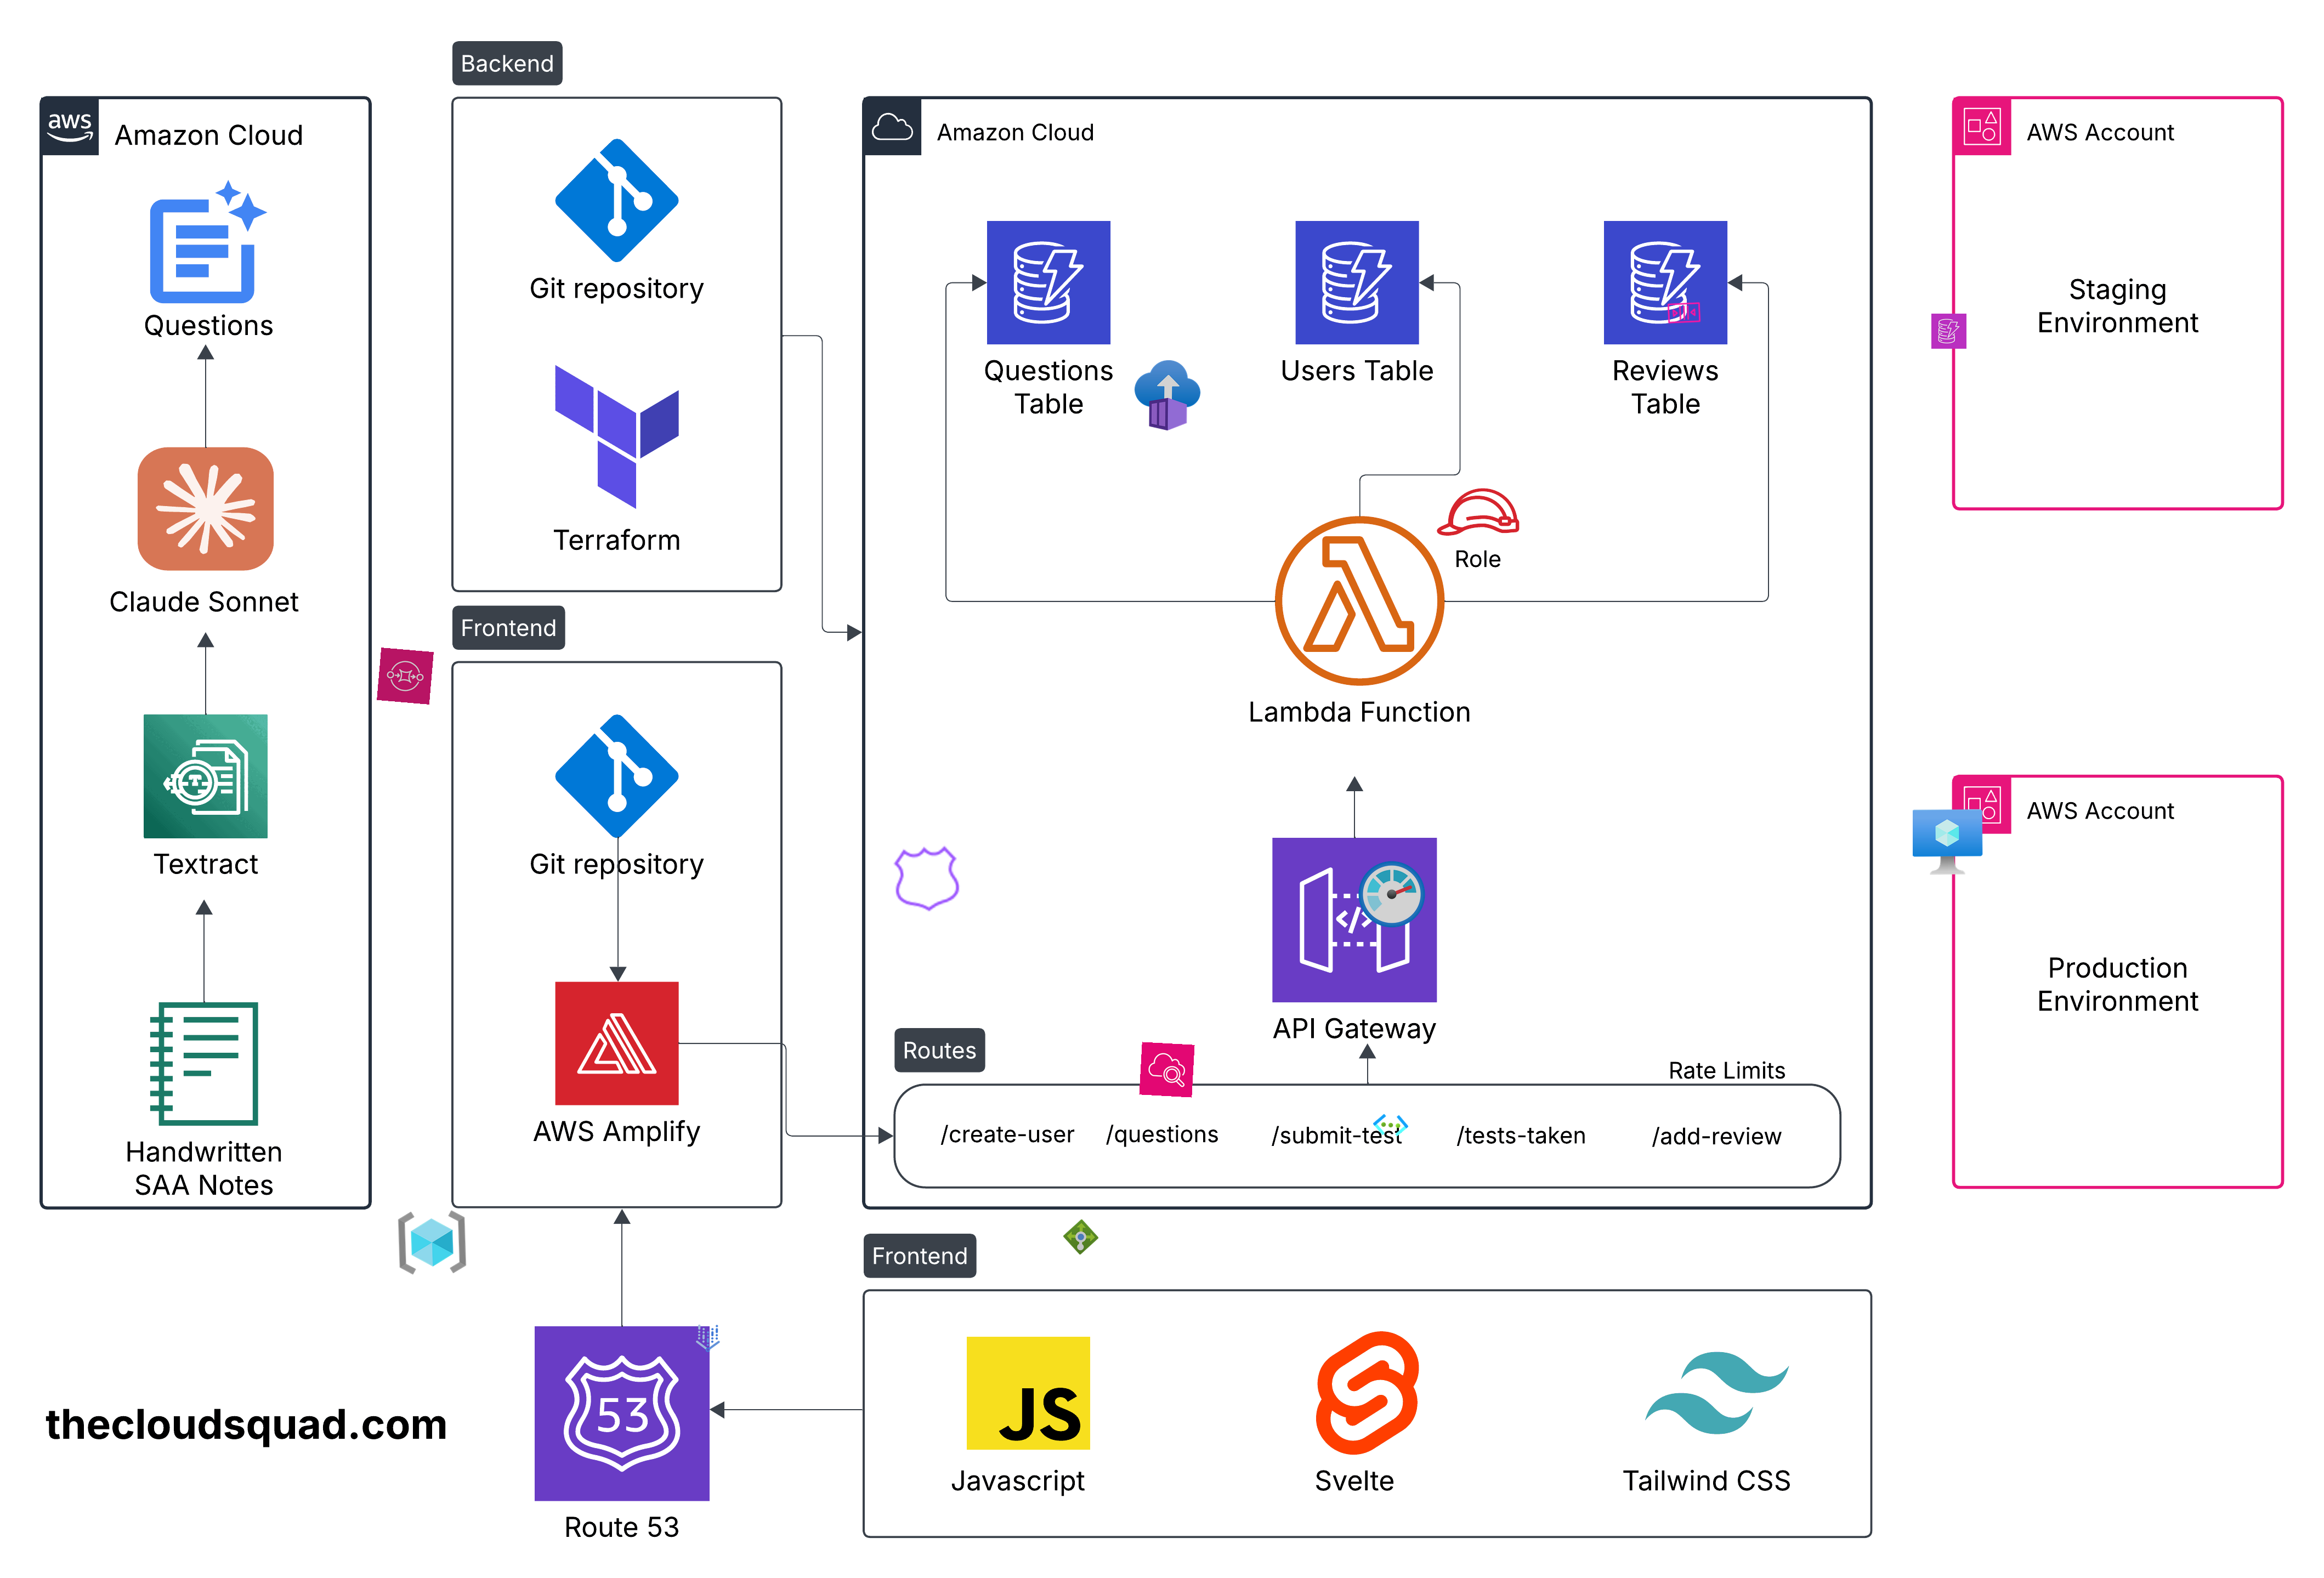 Backend
aws
Amazon Cloud
Questions
Claude Sonnet
Textract
Handwritten
SAA Notes
Git repository
Terraform
Frontend
Git repository
AWS Amplify
Amazon Cloud
Questions
Table
Users Table
Reviews
Table
Role
Lambda Function
</>
API Gateway
Routes
Rate Limits
/create-user
/questions
/submit-test
/tests-taken
/add-review
AWS Account
Staging
Environment
AWS Account
Production
Environment
Frontend
JS
Javascript
Svelte
Tailwind CSS
53
Route 53
thecloudsquad.com